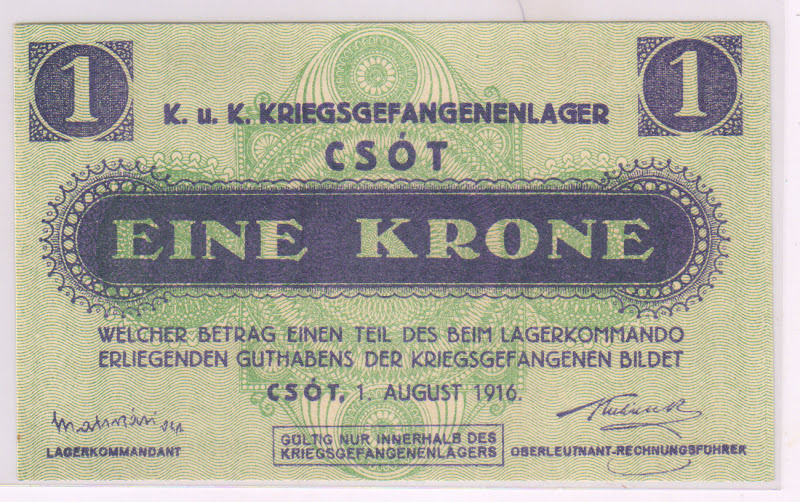 1 1
K. u. K. KRIEGSGEFANGENENLAGER
CSÓT
EINE KRONE
WELCHER BETRAG EINEN TEIL DES BEIM LAGERKOMMANDO
ERLIEGENDEN GUTHABENS DER KRIEGSGEFANGENEN BILDET
CSÓT, 1. AUGUST 1916.
LAGERKOMMANDANT
GÜLTIG NUR INNERHALB DES
KRIEGSGEFANGENENLAGERS
OBERLEUTNANT-RECHNUNGSFÜHRER